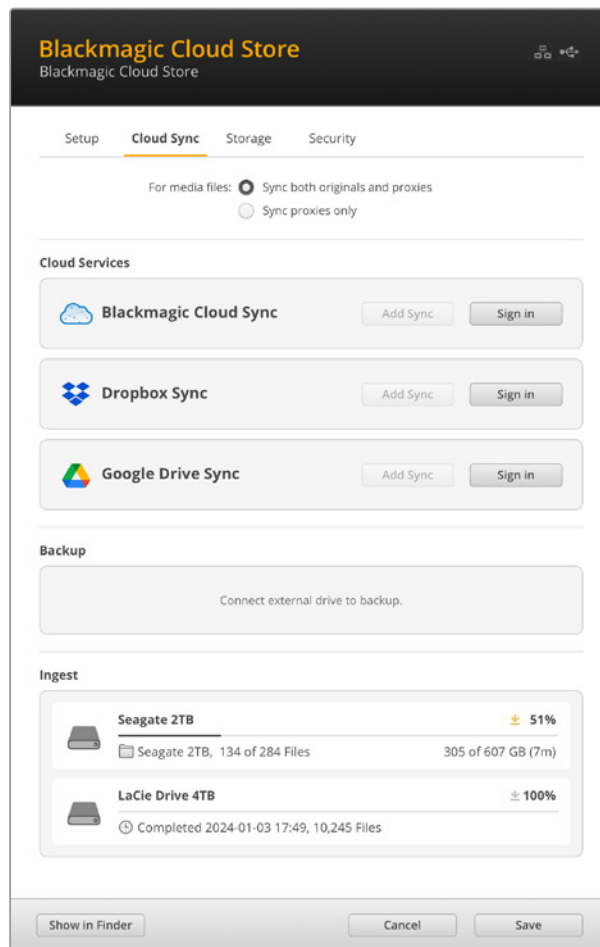 Blackmagic Cloud Store
Blackmagic Cloud Store
Setup Cloud Sync Storage Security
For media files: Sync both originals and proxies
Sync proxies only
Cloud Services
Blackmagic Cloud Sync Add Sync Sign in
Dropbox Sync Add Sync Sign in
Google Drive Sync Add Sync Sign in
Backup
Connect external drive to backup.
Ingest
Seagate 2TB 51%
Seagate 2TB, 134 of 284 Files 305 of 607 GB (7m)
LaCie Drive 4TB 100%
Completed 2024-01-03 17:49, 10,245 Files
Show in Finder Cancel Save